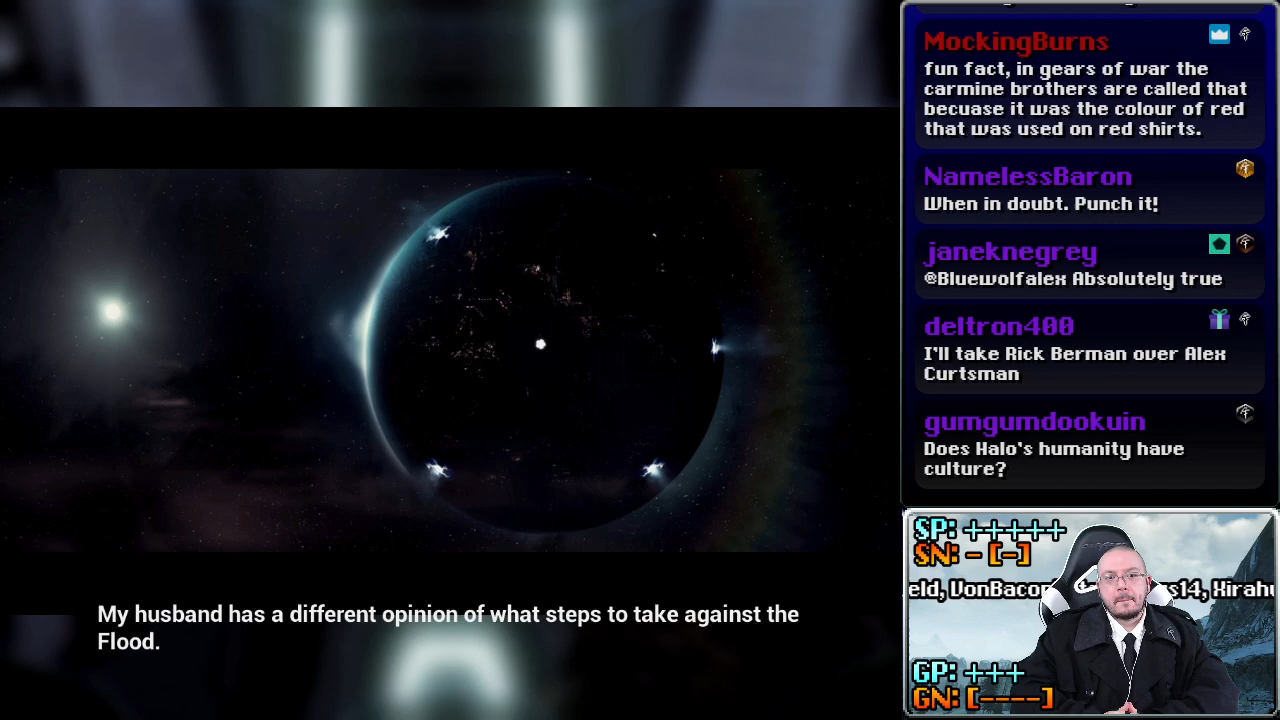 MockingBurns
fun fact, in gears of war the
carmine brothers are called that
becuase it was the colour of red
that was used on red shirts.
NamelessBaron
When in doubt. Punch it!
janeknegrey
@Bluewolfalex Absolutely true
deltron400
I'll take Rick Berman over Alex
Curtsman
gumgumdookuin
Does Halo's humanity have
culture?
SP: +++++
SN: - [-]
eld, VonBacon
s14, Xirahu
GP: +++
GN: [----]
My husband has a different opinion of what steps to take against the
Flood.